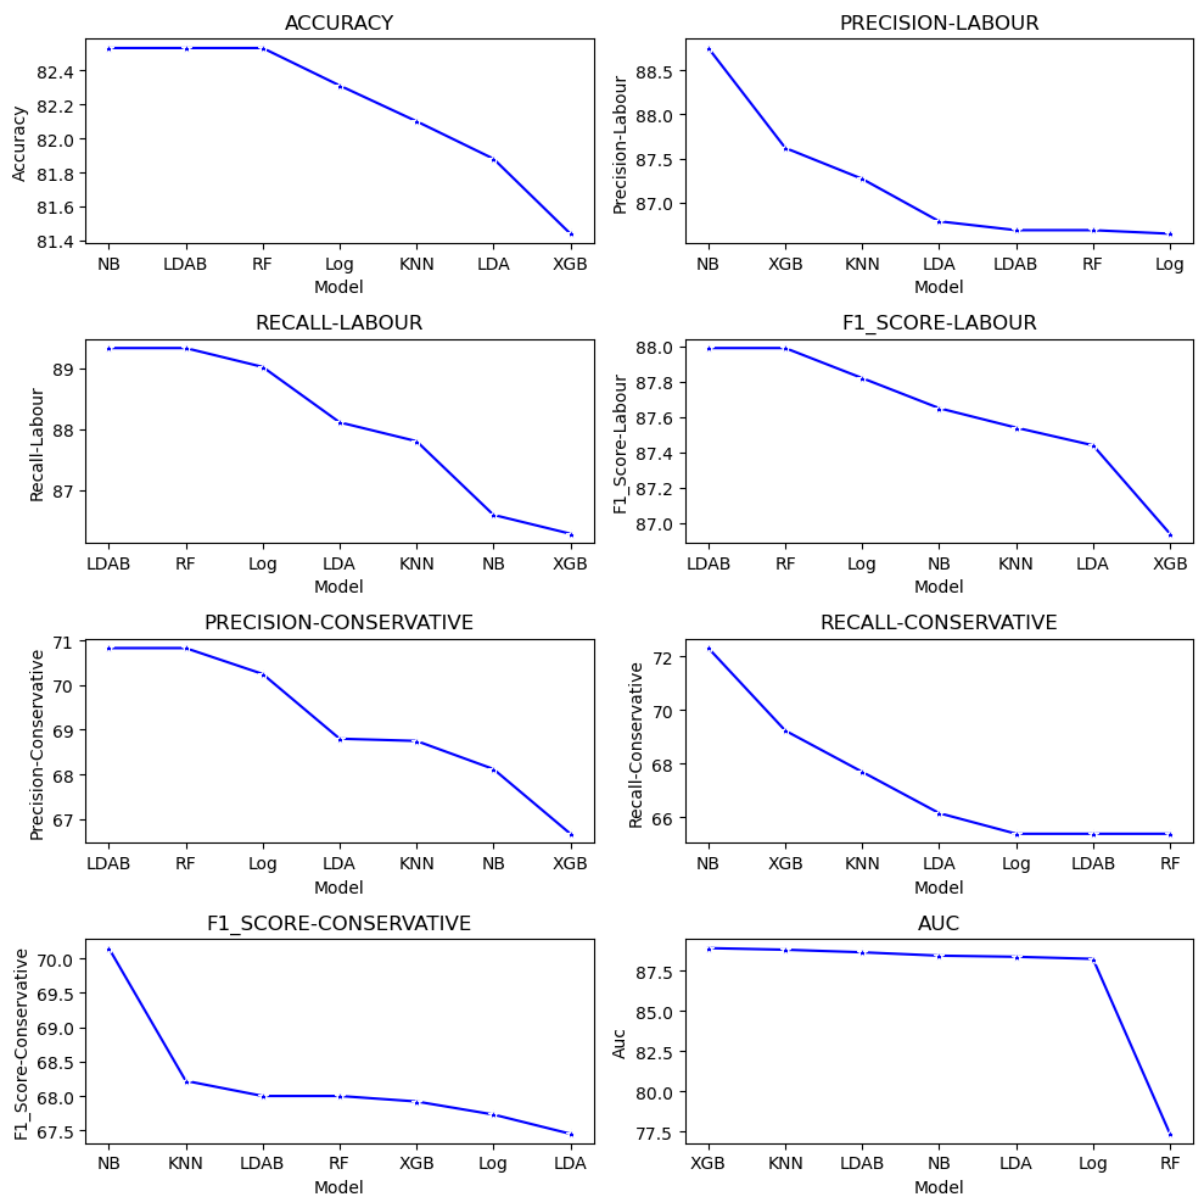 ACCURACY
Accuracy
82.4
82.2
82.0
81.8
81.6
81.4
NB LDAB RF Log KNN LDA XGB
Model
PRECISION-LABOUR
Precision-Labour
88.5
88.0
87.5
87.0
NB XGB KNN LDA LDAB RF Log
Model
RECALL-LABOUR
Recall-Labour
89
88
87
LDAB RF Log LDA KNN NB XGB
Model
F1_SCORE-LABOUR
F1_Score-Labour
88.0
87.8
87.6
87.4
87.2
87.0
LDAB RF Log NB KNN LDA XGB
Model
PRECISION-CONSERVATIVE
Precision-Conservative
71
70
69
68
67
LDAB RF Log LDA KNN NB XGB
Model
RECALL-CONSERVATIVE
Recall-Conservative
72
70
68
66
NB XGB KNN LDA Log LDAB RF
Model
F1_SCORE-CONSERVATIVE
F1_Score-Conservative
70.0
69.5
69.0
68.5
68.0
67.5
NB KNN LDAB RF XGB Log LDA
Model
AUC
Auc
87.5
85.0
82.5
80.0
77.5
XGB KNN LDAB NB LDA Log RF
Model